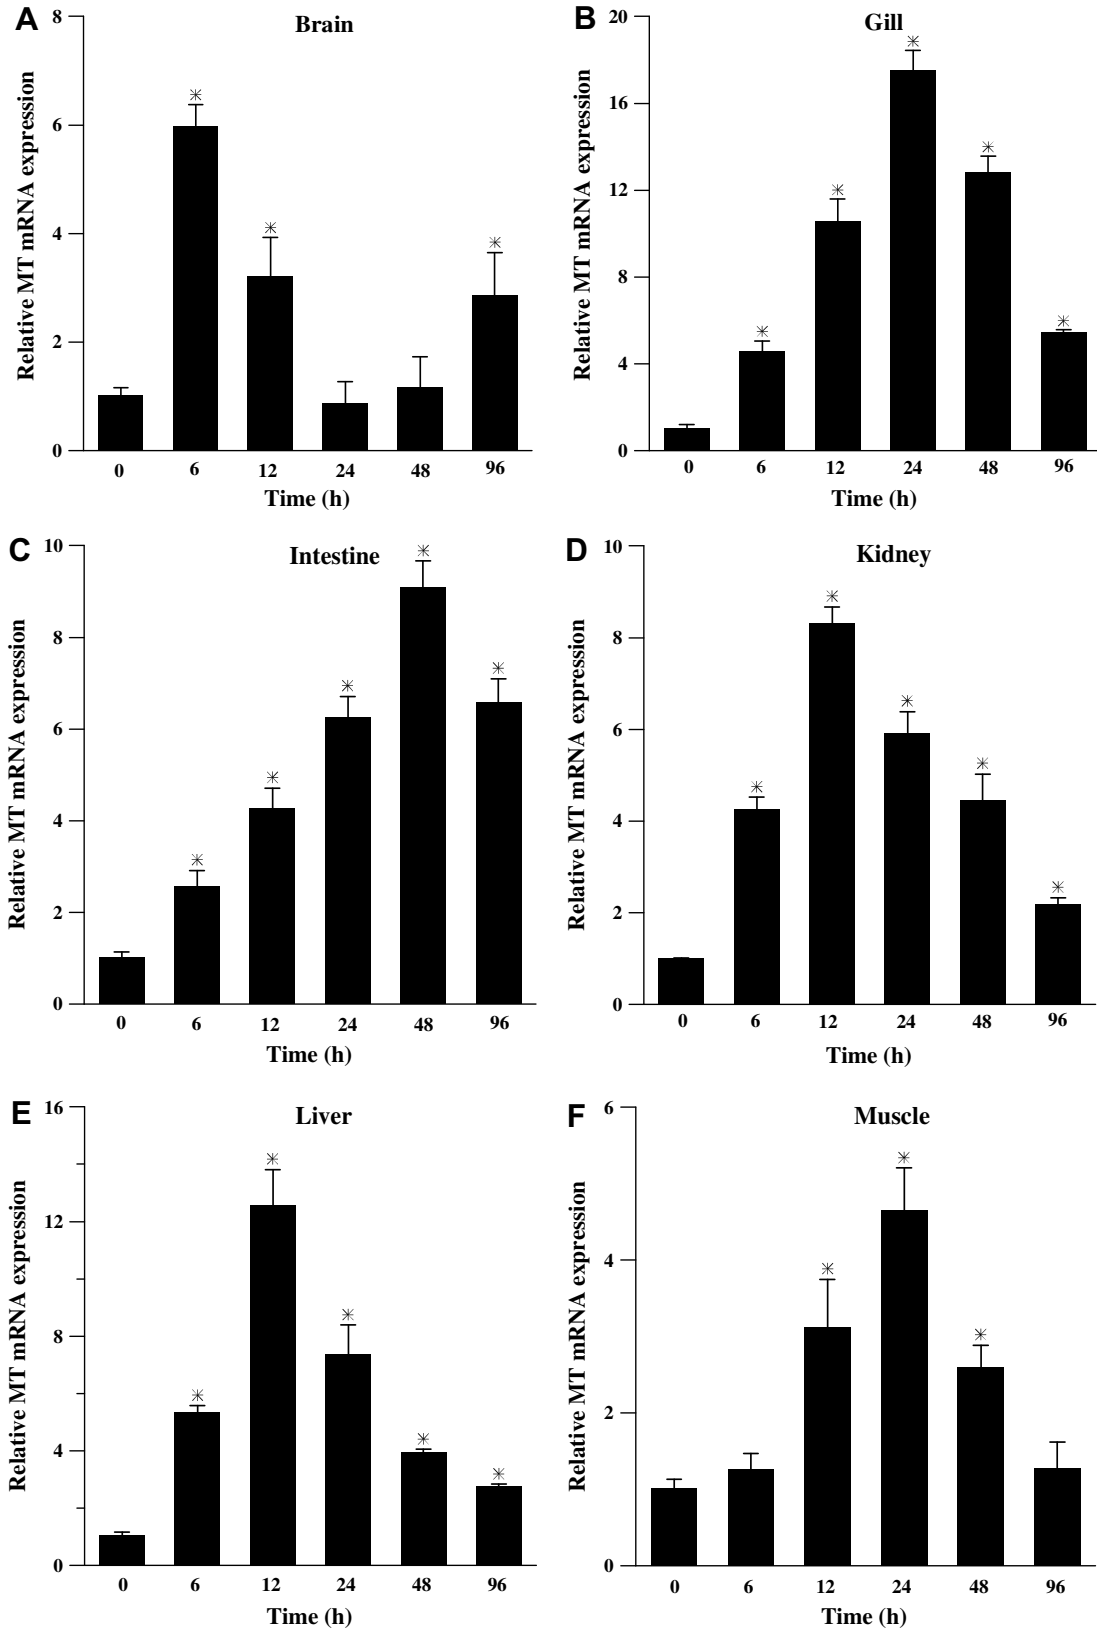 A
Brain
Relative MT mRNA expression
8
6
4
2
0
0 6 12 24 48 96
Time (h)
B
Gill
Relative MT mRNA expression
20
16
12
8
4
0
0 6 12 24 48 96
Time (h)
C
Intestine
Relative MT mRNA expression
10
8
6
4
2
0
0 6 12 24 48 96
Time (h)
D
Kidney
Relative MT mRNA expression
10
8
6
4
2
0
0 6 12 24 48 96
Time (h)
E
Liver
Relative MT mRNA expression
16
12
8
4
0
0 6 12 24 48 96
Time (h)
F
Muscle
Relative MT mRNA expression
6
4
2
0
0 6 12 24 48 96
Time (h)